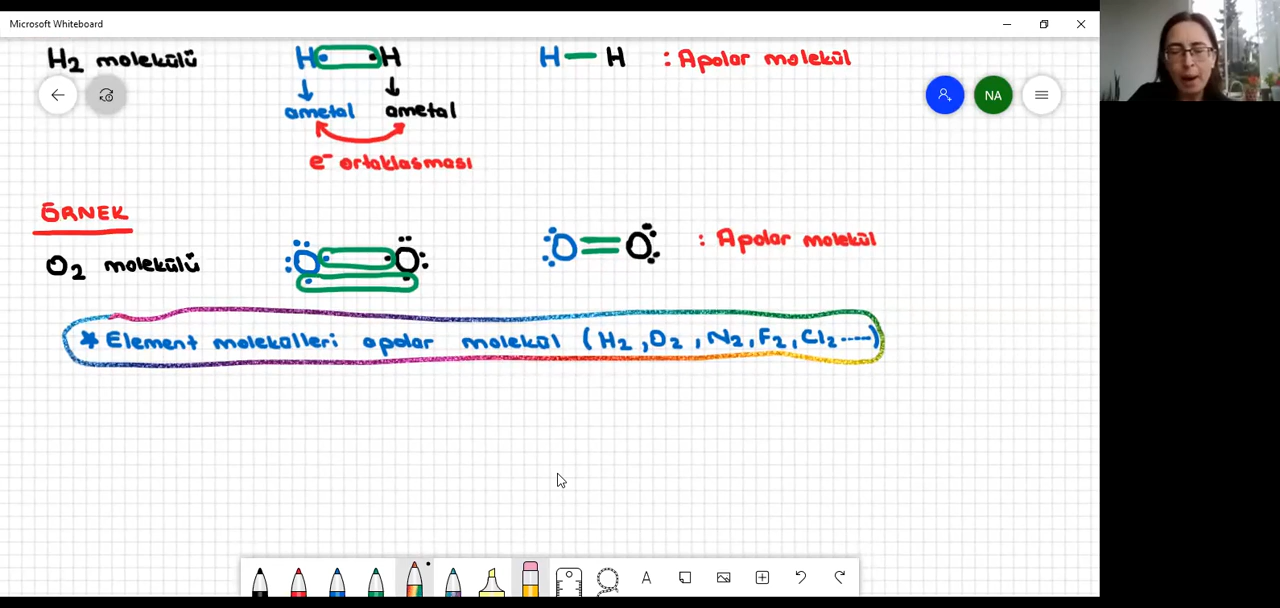 Microsoft Whiteboard
H2 molekülü H H H — H : Apolar molekül
NA
ametal ametal
e⁻ ortaklaşması
ÖRNEK
O2 molekülü O O O = O : Apolar molekül
* Element molekülleri apolar molekül (H2, O2, N2, F2, Cl2 .....)
A